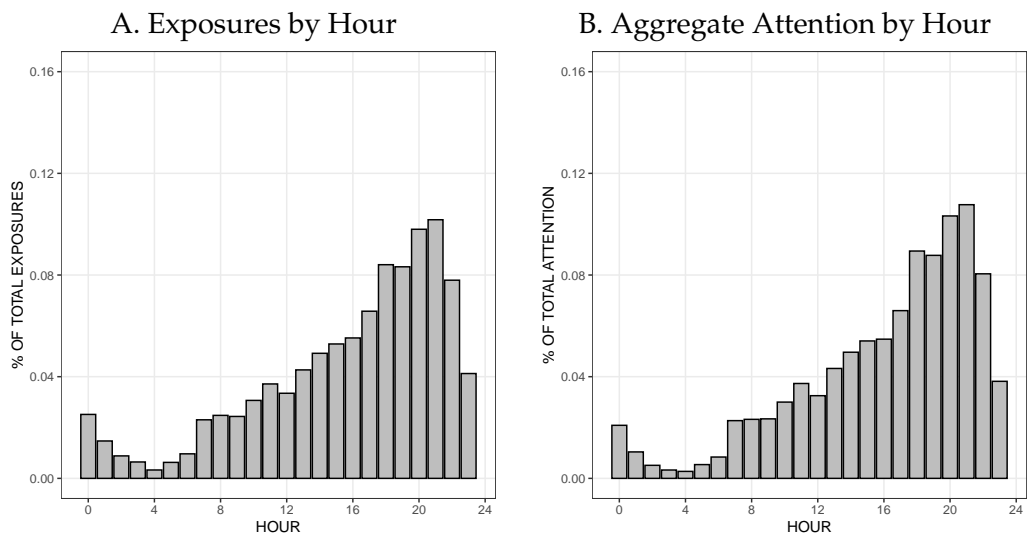 A. Exposures by Hour
% OF TOTAL EXPOSURES
0.16
0.12
0.08
0.04
0.00
0 4 8 12 16 20 24
HOUR
B. Aggregate Attention by Hour
% OF TOTAL ATTENTION
0.16
0.12
0.08
0.04
0.00
0 4 8 12 16 20 24
HOUR